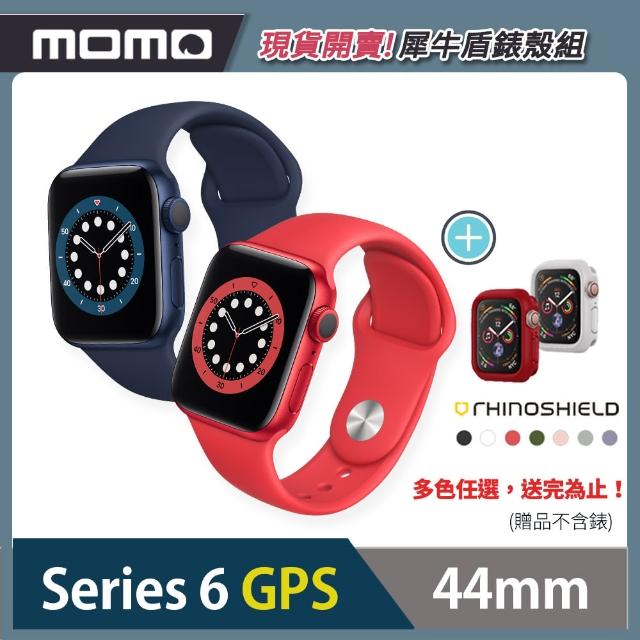 momo
現貨開賣!犀牛盾錶殼組
RHINOSHIELD
多色任選，送完為止！
(贈品不含錶)
Series 6 GPS
44mm